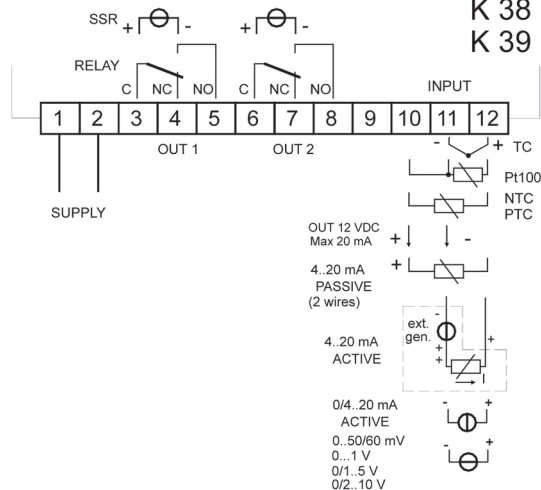 K 38
K 39
SSR + - + -
RELAY
C NC NO C NC NO
INPUT
1 2 3 4 5 6 7 8 9 10 11 12
OUT 1 OUT 2
- + TC
SUPPLY
Pt100
NTC
PTC
OUT 12 VDC
Max 20 mA + -
4..20 mA +
PASSIVE
(2 wires)
ext. -
gen.
+ +
4..20 mA +
ACTIVE
I
0/4..20 mA - +
ACTIVE
0..50/60 mV - +
0...1 V
0/1..5 V
0/2..10 V